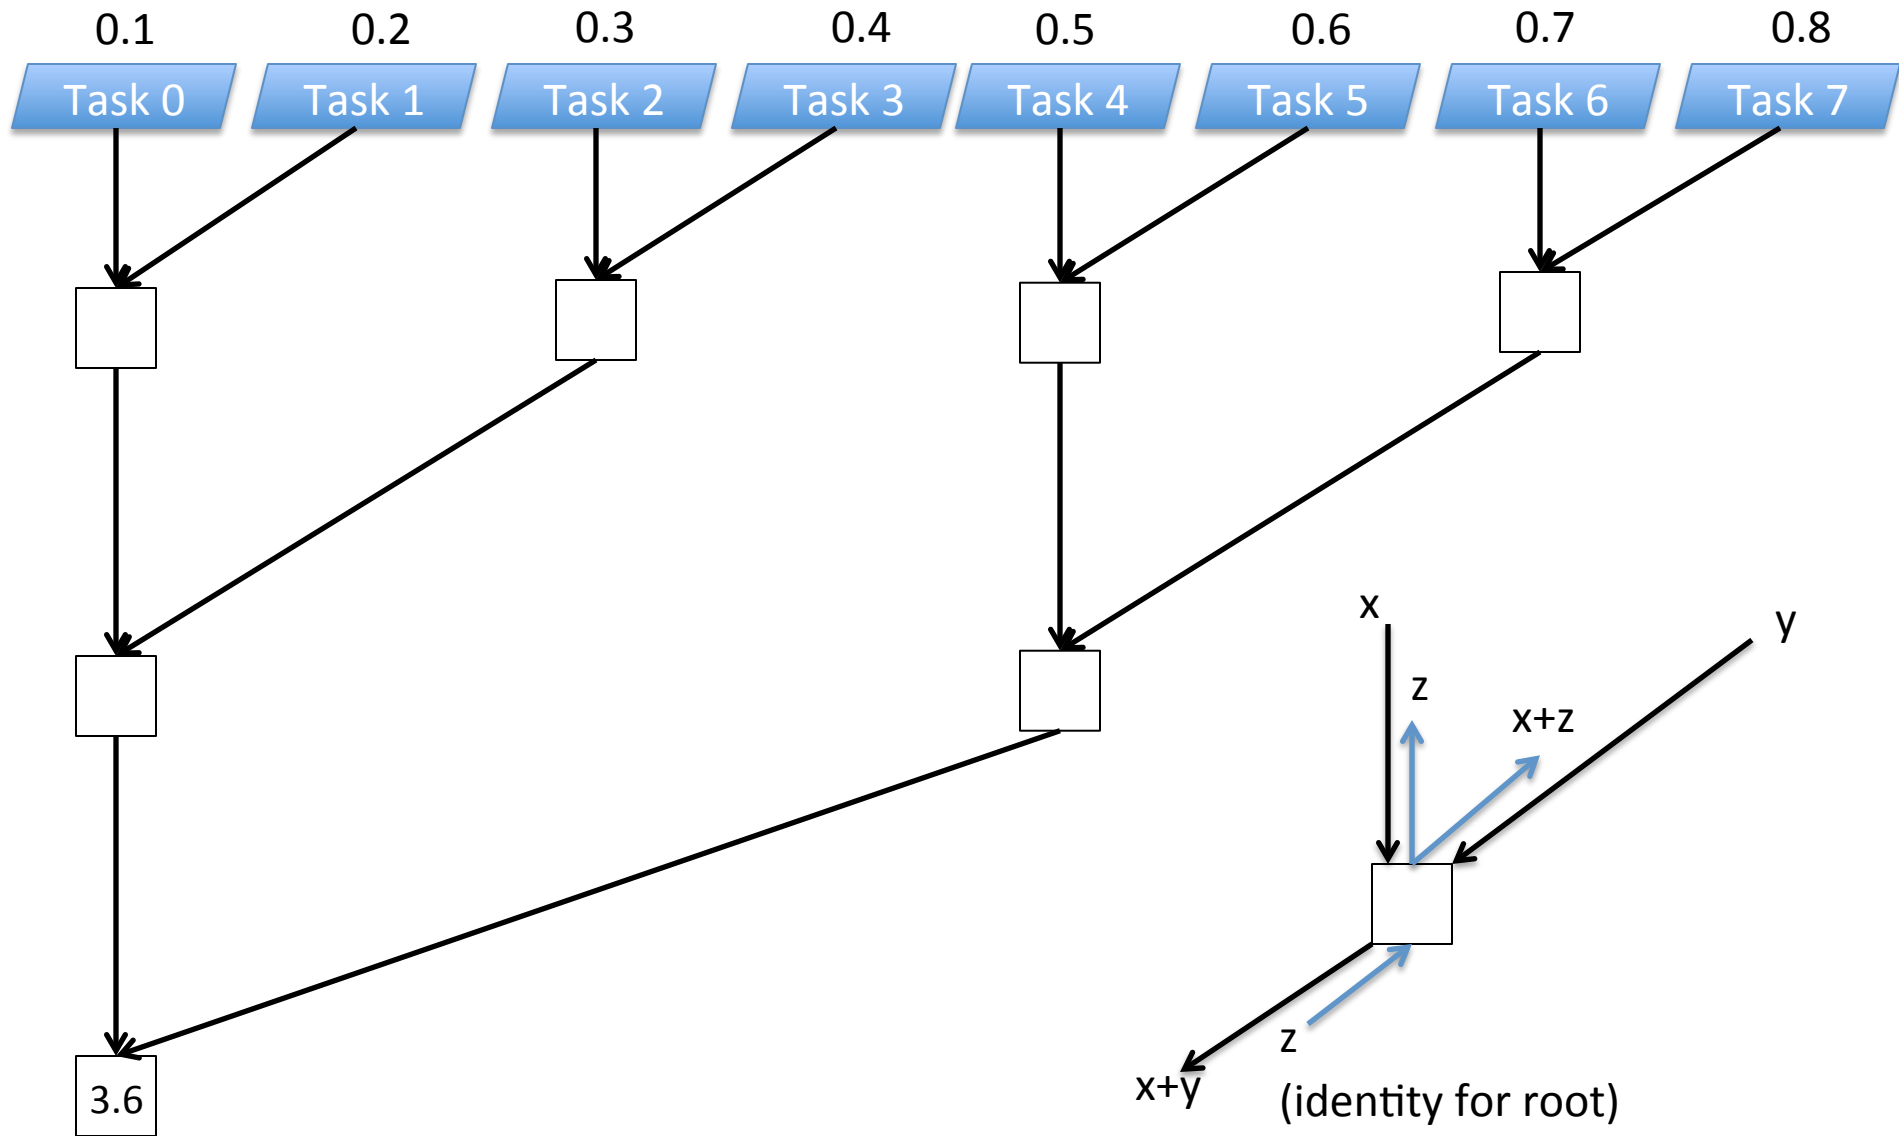 0.1 0.2 0.3 0.4 0.5 0.6 0.7 0.8
Task 0 Task 1 Task 2 Task 3 Task 4 Task 5 Task 6 Task 7
x
y
z
x+z
z
x+y
3.6
(identity for root)